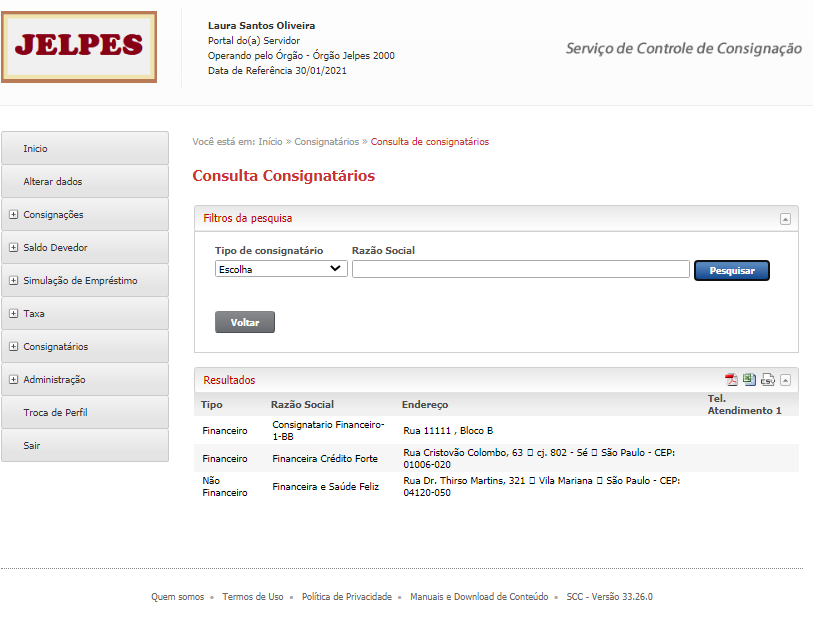 JELPES
Laura Santos Oliveira
Portal do(a) Servidor
Operando pelo Órgão - Órgão Jelpes 2000
Data de Referência 30/01/2021
Serviço de Controle de Consignação
Inicio
Alterar dados
Consignações
Saldo Devedor
Simulação de Empréstimo
Taxa
Consignatários
Administração
Troca de Perfil
Sair
Você está em: Início » Consignatários » Consulta de consignatários
Consulta Consignatários
Filtros da pesquisa
Tipo de consignatário Razão Social
Escolha Pesquisar
Voltar
Resultados
Tipo Razão Social Endereço Tel. Atendimento 1
Financeiro Consignatario Financeiro-1-BB Rua 11111 , Bloco B
Financeiro Financeira Crédito Forte Rua Cristovão Colombo, 63 □ cj. 802 - Sé □ São Paulo - CEP:
01006-020
Não Financeiro Financeira e Saúde Feliz Rua Dr. Thirso Martins, 321 □ Vila Mariana □ São Paulo - CEP:
04120-050
Quem somos • Termos de Uso • Política de Privacidade • Manuais e Download de Conteúdo • SCC - Versão 33.26.0